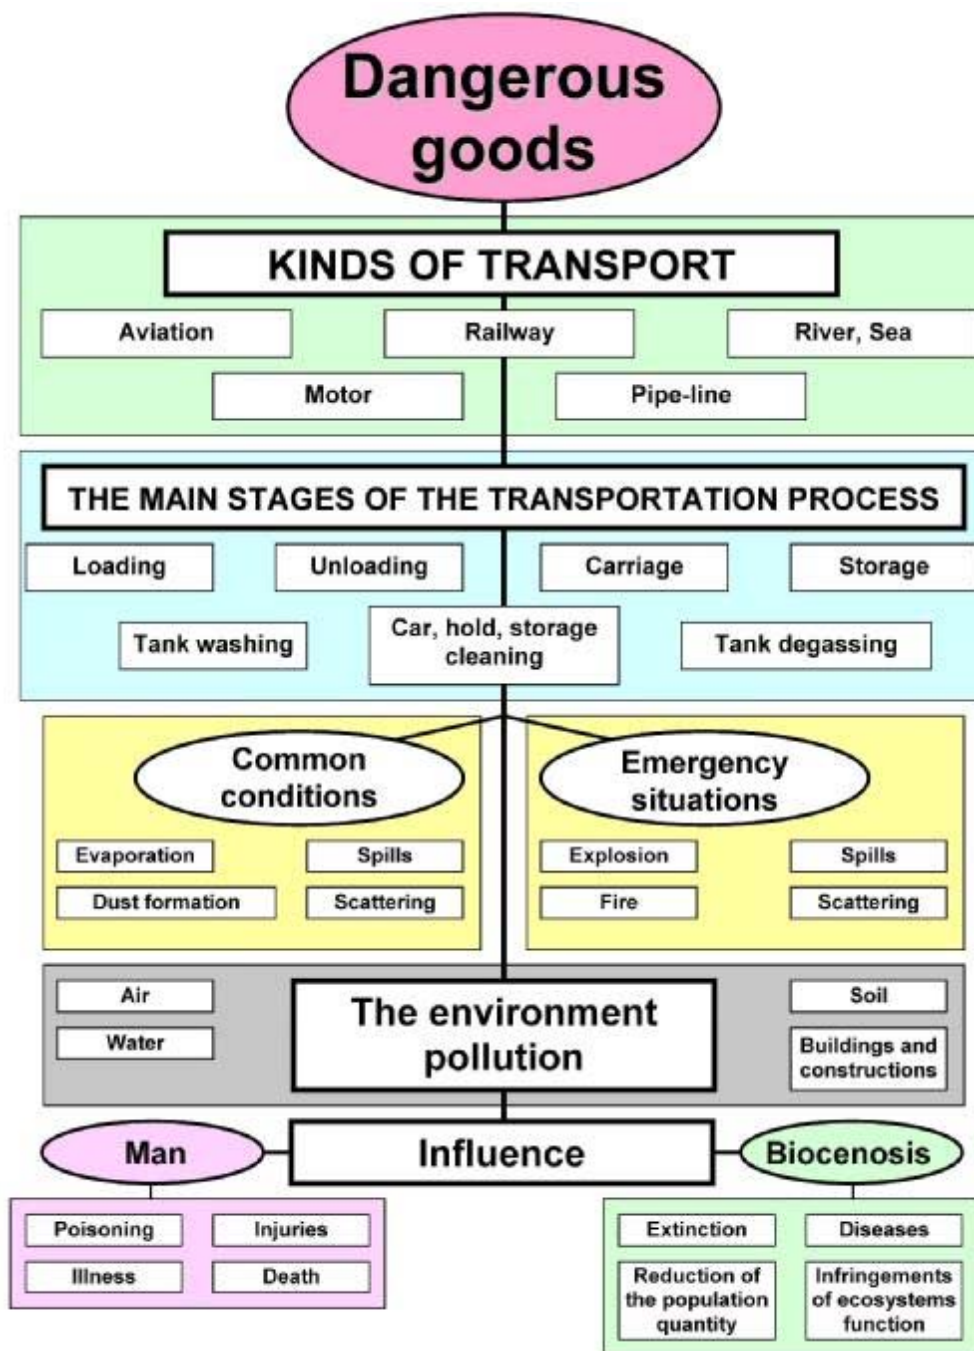 Dangerous
goods
KINDS OF TRANSPORT
Aviation
Railway
River, Sea
Motor
Pipe-line
THE MAIN STAGES OF THE TRANSPORTATION PROCESS
Loading
Unloading
Carriage
Storage
Tank washing
Car, hold, storage
cleaning
Tank degassing
Common
conditions
Evaporation
Spills
Dust formation
Scattering
Emergency
situations
Explosion
Spills
Fire
Scattering
Air
Water
The environment
pollution
Soil
Buildings and
constructions
Man
Influence
Biocenosis
Poisoning
Injuries
Illness
Death
Extinction
Diseases
Reduction of
the population
quantity
Infringements
of ecosystems
function